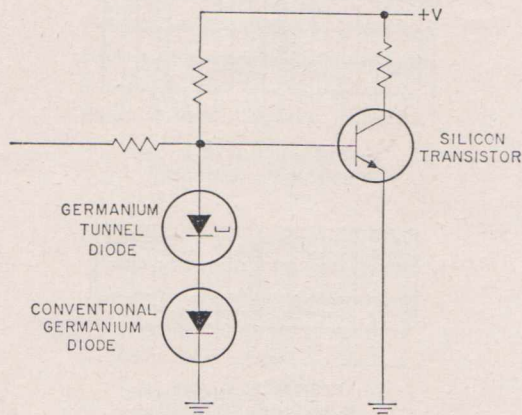 +V
SILICON
TRANSISTOR
GERMANIUM
TUNNEL
DIODE
CONVENTIONAL
GERMANIUM
DIODE